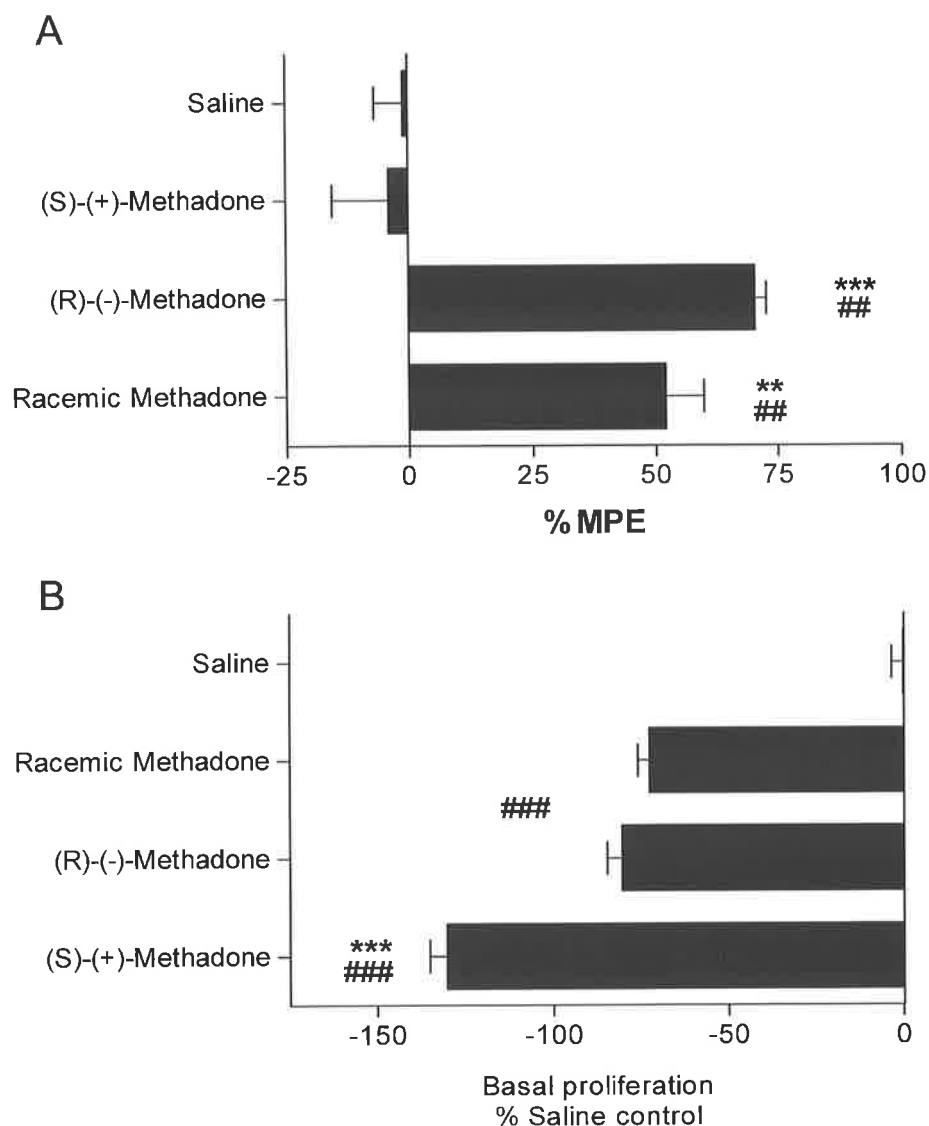 A
Saline
(S)-(+)-Methadone
(R)-(-)-Methadone
***
##
Racemic Methadone
**
##
-25 0 25 50 75 100
% MPE
B
Saline
Racemic Methadone
###
(R)-(-)-Methadone
(S)-(+)-Methadone
***
###
-150 -100 -50 0
Basal proliferation
% Saline control